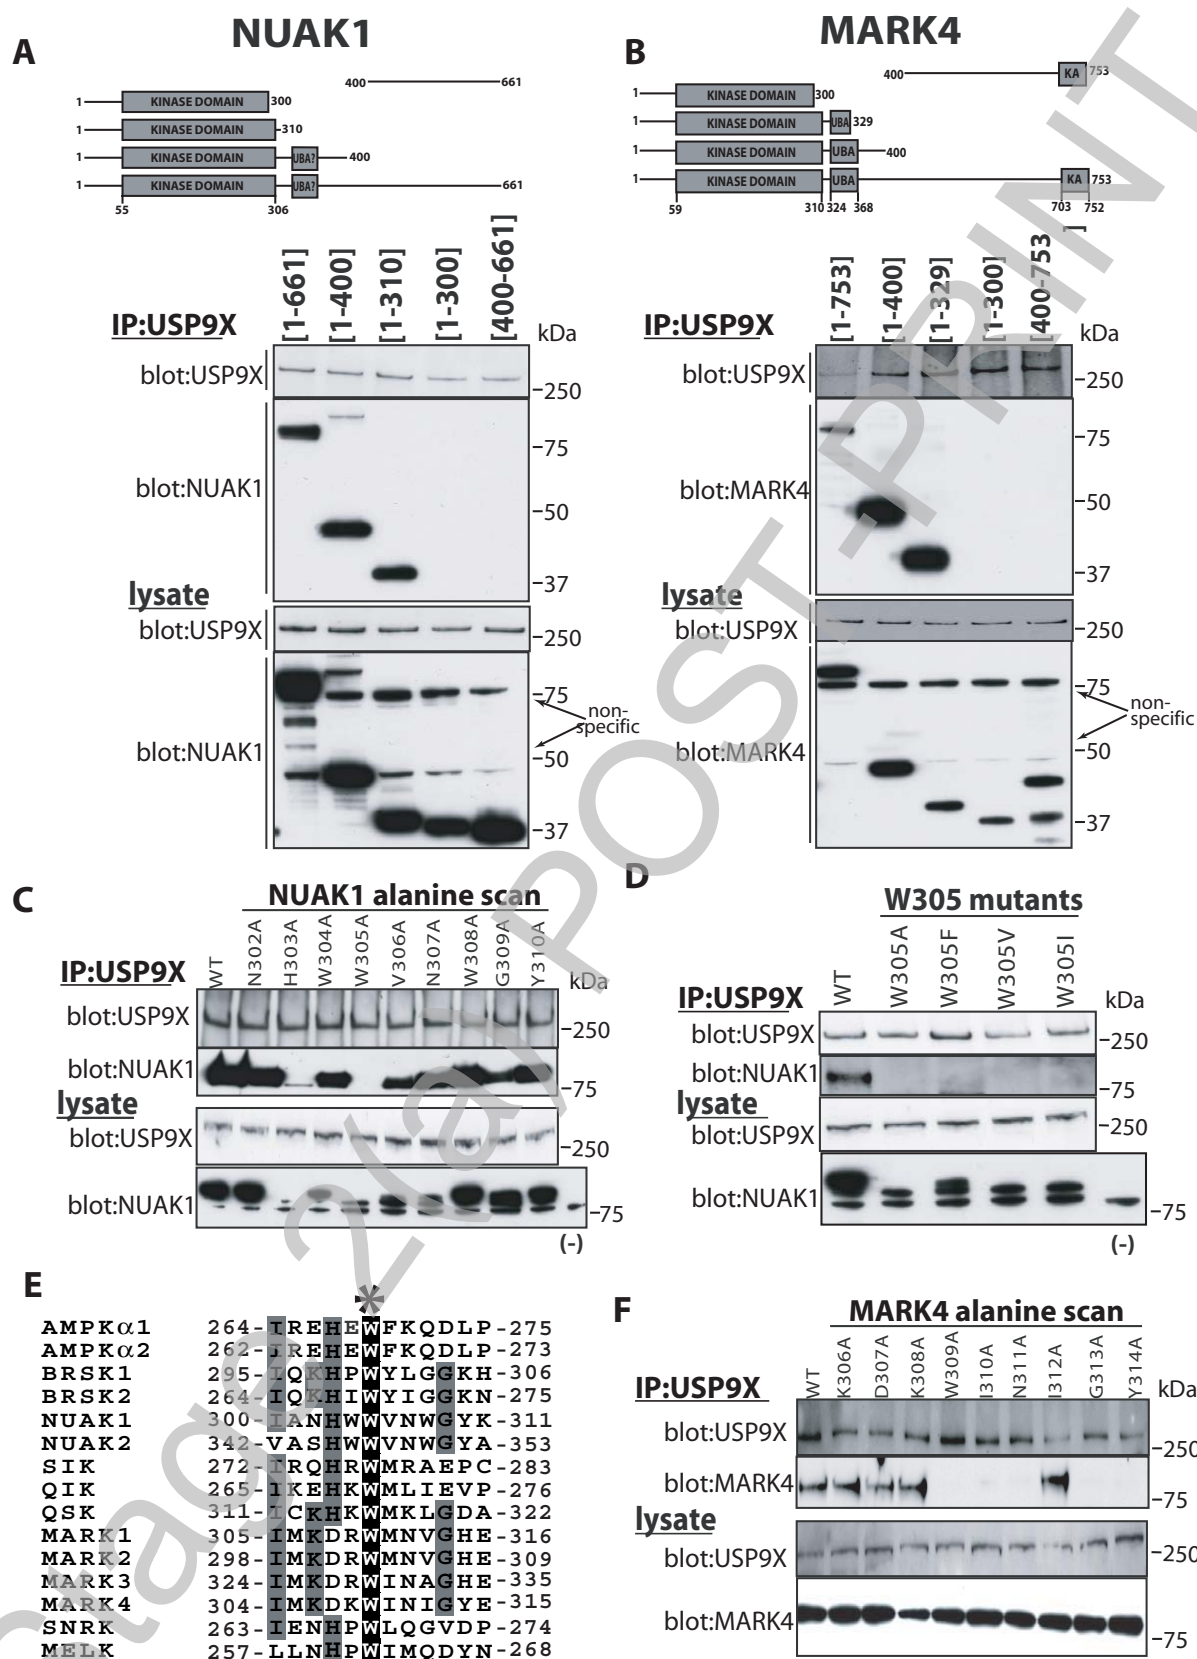 NUAK1
MARK4
A
400 661
1 KINASE DOMAIN 300
1 KINASE DOMAIN 310
1 KINASE DOMAIN UBA? 400
1 KINASE DOMAIN UBA? 661
55 306
B
400 KA 753
1 KINASE DOMAIN 300
1 KINASE DOMAIN UBA 329
1 KINASE DOMAIN UBA 400
1 KINASE DOMAIN UBA KA 753
59 310 324 368 703 752
[1-661] [1-400] [1-310] [1-300] [400-661]
IP:USP9X kDa
blot:USP9X -250
blot:NUAK1 -75
-50
-37
lysate
blot:USP9X -250
blot:NUAK1 -75
non-specific
-50
-37
[1-753] [1-400] [1-329] [1-300] [400-753]
IP:USP9X kDa
blot:USP9X -250
blot:MARK4 -75
-50
-37
lysate
blot:USP9X -250
blot:MARK4 -75
non-specific
-50
-37
C
NUAK1 alanine scan
WT N302A H303A W304A W305A V306A N307A W308A G309A Y310A
IP:USP9X kDa
blot:USP9X -250
blot:NUAK1 -75
lysate
blot:USP9X -250
blot:NUAK1 -75
(-)
D
W305 mutants
WT W305A W305F W305V W305I
IP:USP9X kDa
blot:USP9X -250
blot:NUAK1 -75
lysate
blot:USP9X -250
blot:NUAK1 -75
(-)
E
*
AMPKα1 264-IREHEWFKQDLP-275
AMPKα2 262-IREHEWFKQDLP-273
BRSK1 295-IQKHPWYLGGKH-306
BRSK2 264-IQKHIWYIGGKN-275
NUAK1 300-IANHWWVNWGYK-311
NUAK2 342-VASHWWVNWGYA-353
SIK 272-IRQHRWMRAEPC-283
QIK 265-IKEHKWMLIEVP-276
QSK 311-ICKHKWMKLGDA-322
MARK1 305-IMKDRWMNVGHE-316
MARK2 298-IMKDRWMNVGHE-309
MARK3 324-IMKDRWINAGHE-335
MARK4 304-IMKDKWINIGYE-315
SNRK 263-IENHPWLQGVDP-274
MELK 257-LLNHPWIMQDYN-268
F
MARK4 alanine scan
WT K306A D307A K308A W309A I310A N311A I312A G313A Y314A
IP:USP9X kDa
blot:USP9X -250
blot:MARK4 -75
lysate
blot:USP9X -250
blot:MARK4 -75
Stage 2(a) POST-PRINT